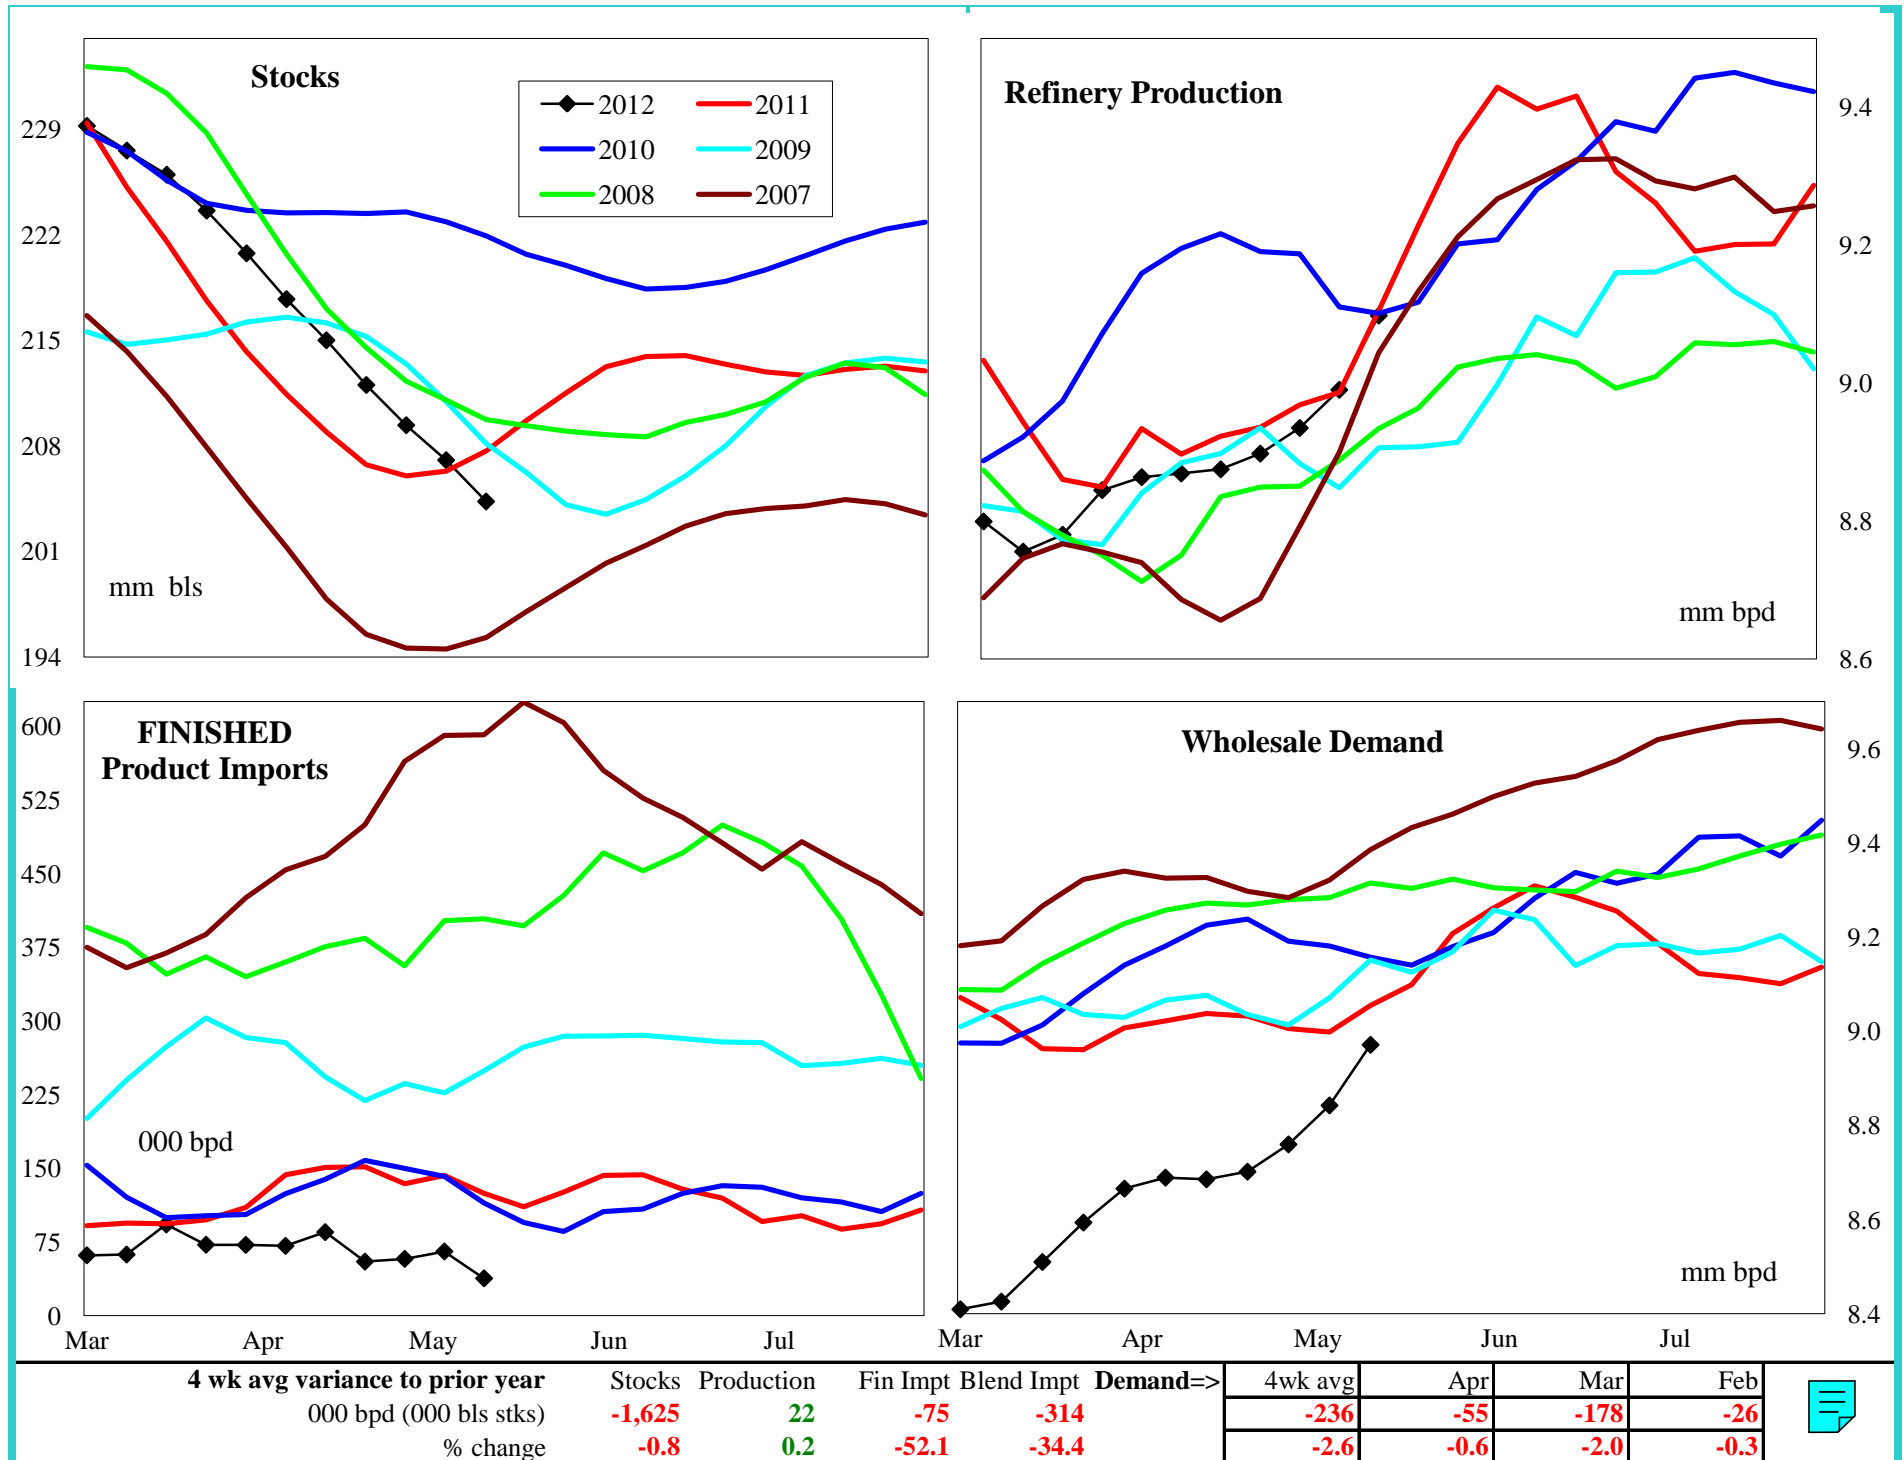 Stocks
2012
2011
2010
2009
2008
2007
229
222
215
208
201
194
mm bls
Refinery Production
9.4
9.2
9.0
8.8
8.6
mm bpd
FINISHED
Product Imports
600
525
450
375
300
225
150
75
0
000 bpd
Mar Apr May Jun Jul
Wholesale Demand
9.6
9.4
9.2
9.0
8.8
8.6
8.4
mm bpd
Mar Apr May Jun Jul
4 wk avg variance to prior year Stocks Production Fin Impt Blend Impt Demand=> 4wk avg Apr Mar Feb
000 bpd (000 bls stks) -1,625 22 -75 -314 -236 -55 -178 -26
% change -0.8 0.2 -52.1 -34.4 -2.6 -0.6 -2.0 -0.3